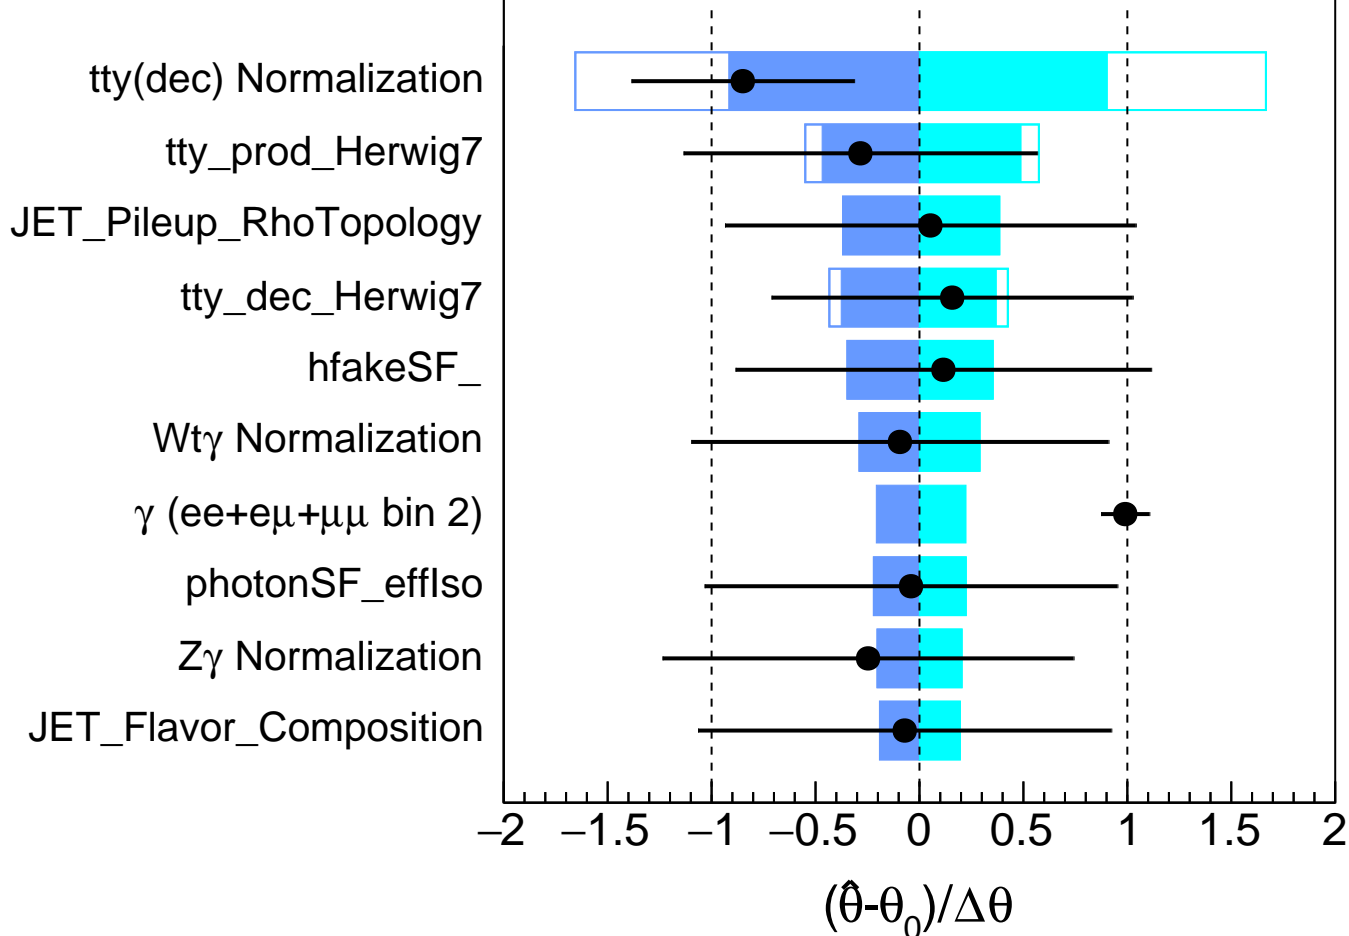 tty(dec) Normalization
tty_prod_Herwig7
JET_Pileup_RhoTopology
tty_dec_Herwig7
hfakeSF_
Wtγ Normalization
γ (ee+eμ+μμ bin 2)
photonSF_effIso
Zγ Normalization
JET_Flavor_Composition
−2 −1.5 −1 −0.5 0 0.5 1 1.5 2
(θ̂-θ₀)/Δθ